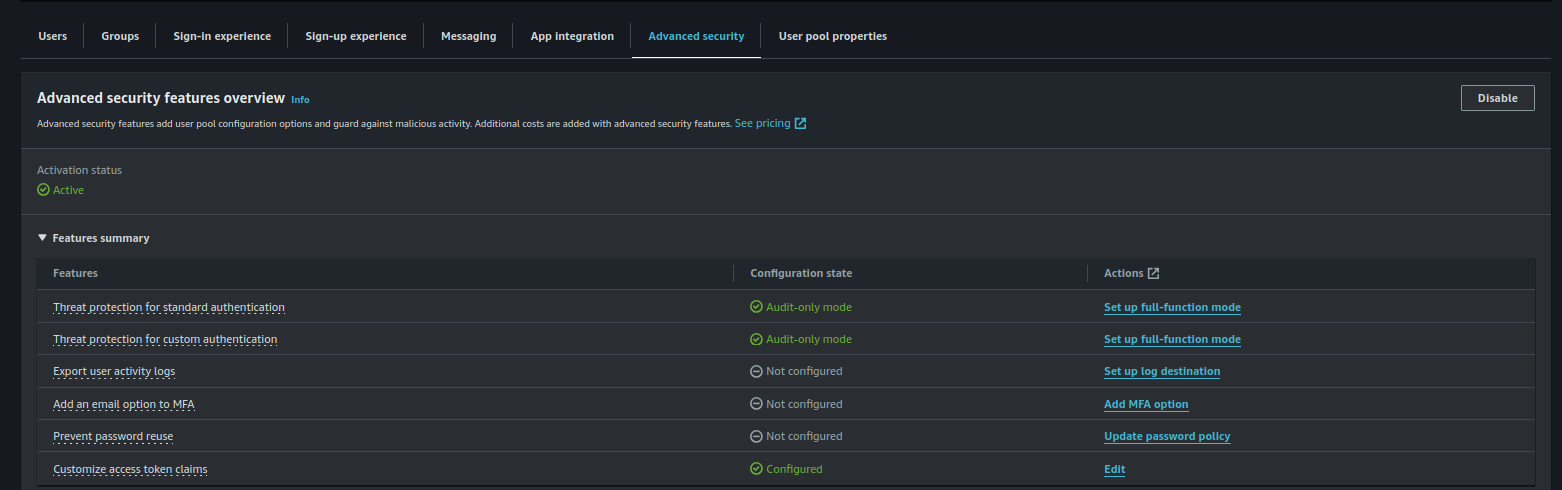 Users Groups Sign-in experience Sign-up experience Messaging App integration Advanced security User pool properties
Advanced security features overview Info Disable
Advanced security features add user pool configuration options and guard against malicious activity. Additional costs are added with advanced security features. See pricing
Activation status
Active
Features summary
Features Configuration state Actions
Threat protection for standard authentication Audit-only mode Set up full-function mode
Threat protection for custom authentication Audit-only mode Set up full-function mode
Export user activity logs Not configured Set up log destination
Add an email option to MFA Not configured Add MFA option
Prevent password reuse Not configured Update password policy
Customize access token claims Configured Edit